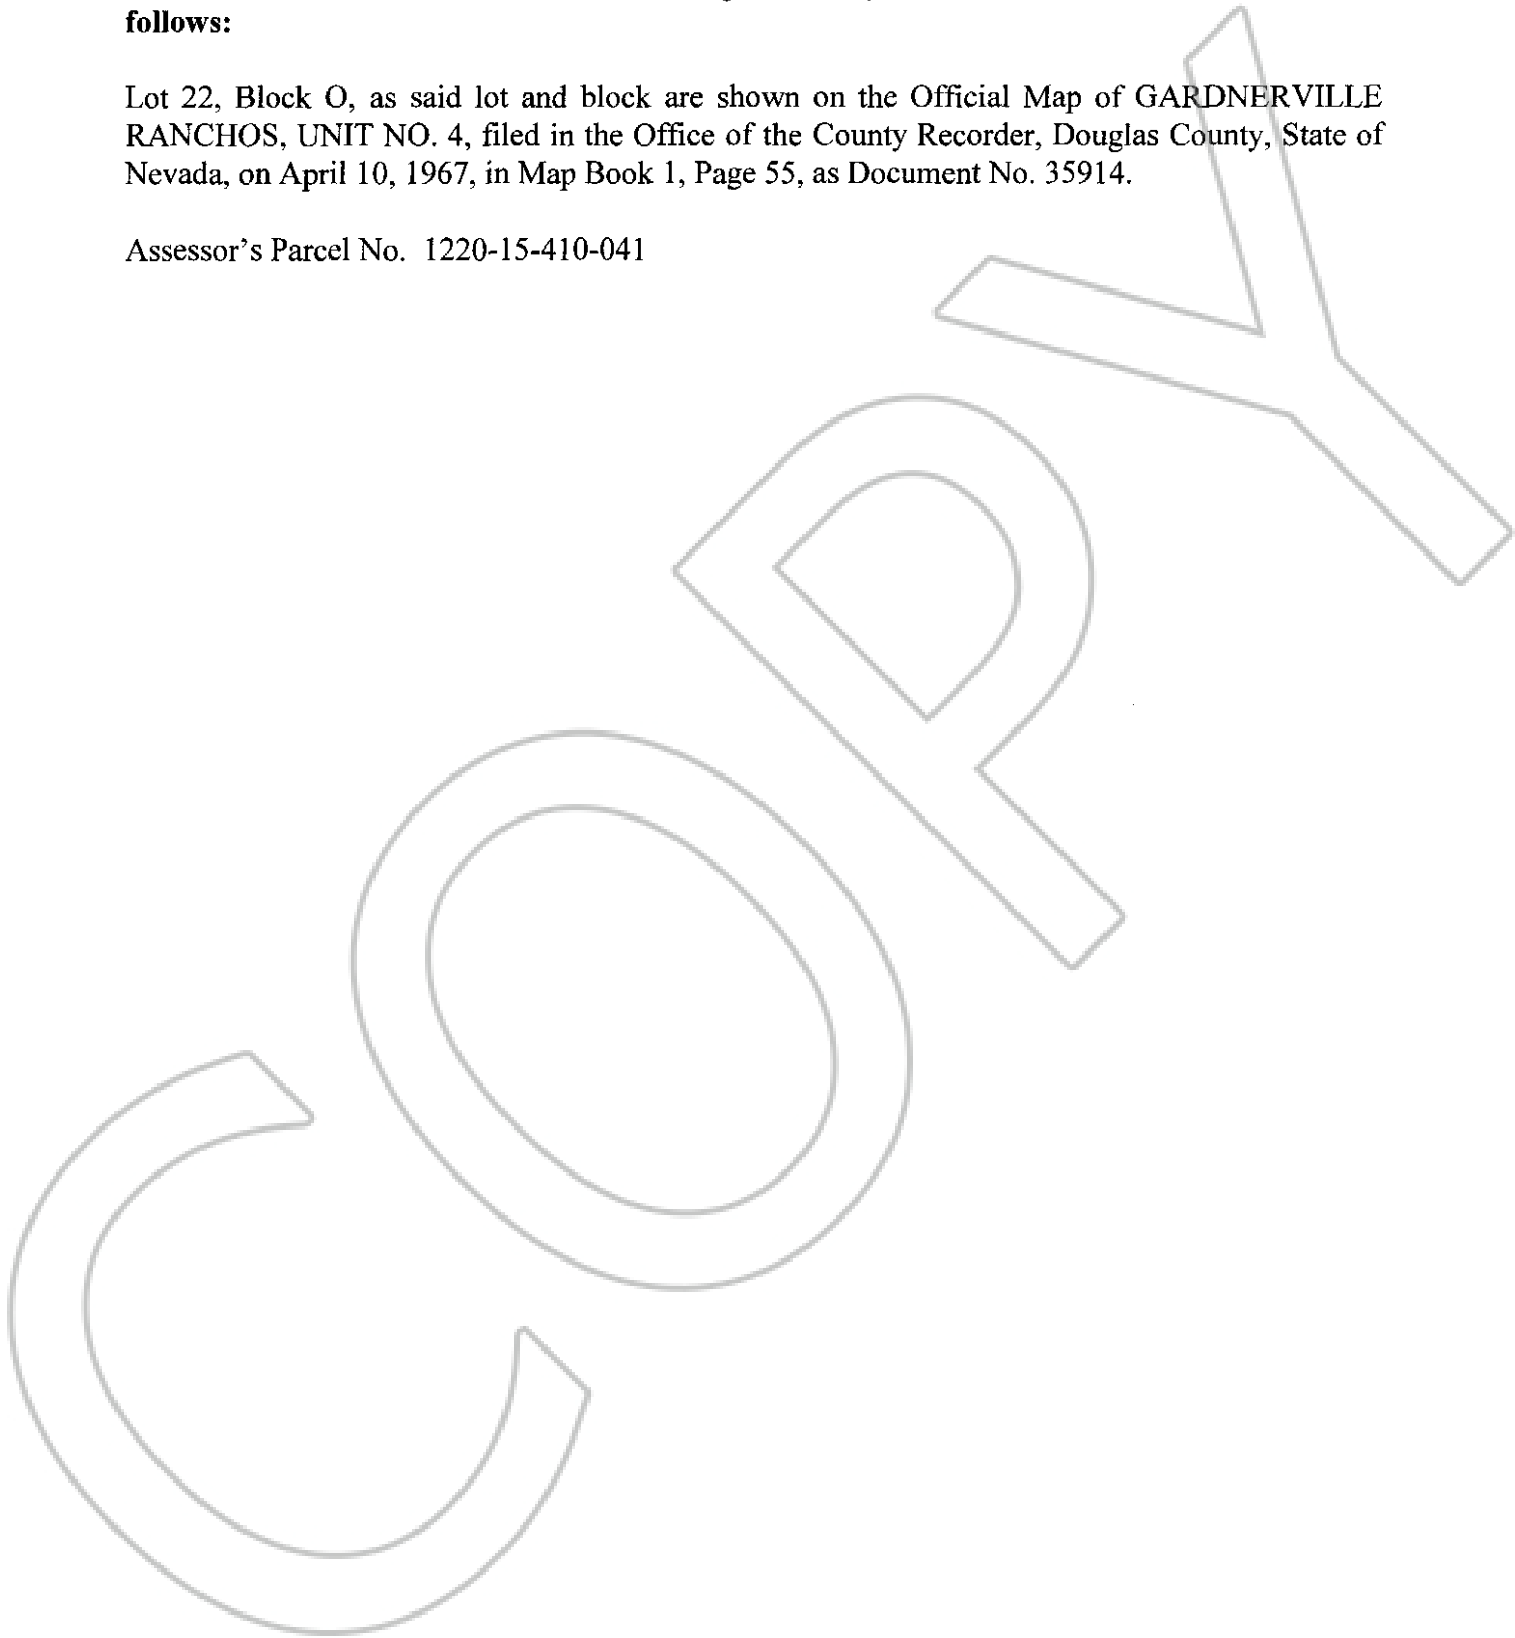 follows:
Lot 22, Block O, as said lot and block are shown on the Official Map of GARDNERVILLE
RANCHOS, UNIT NO. 4, filed in the Office of the County Recorder, Douglas County, State of
Nevada, on April 10, 1967, in Map Book 1, Page 55, as Document No. 35914.
Assessor’s Parcel No. 1220-15-410-041
COPY